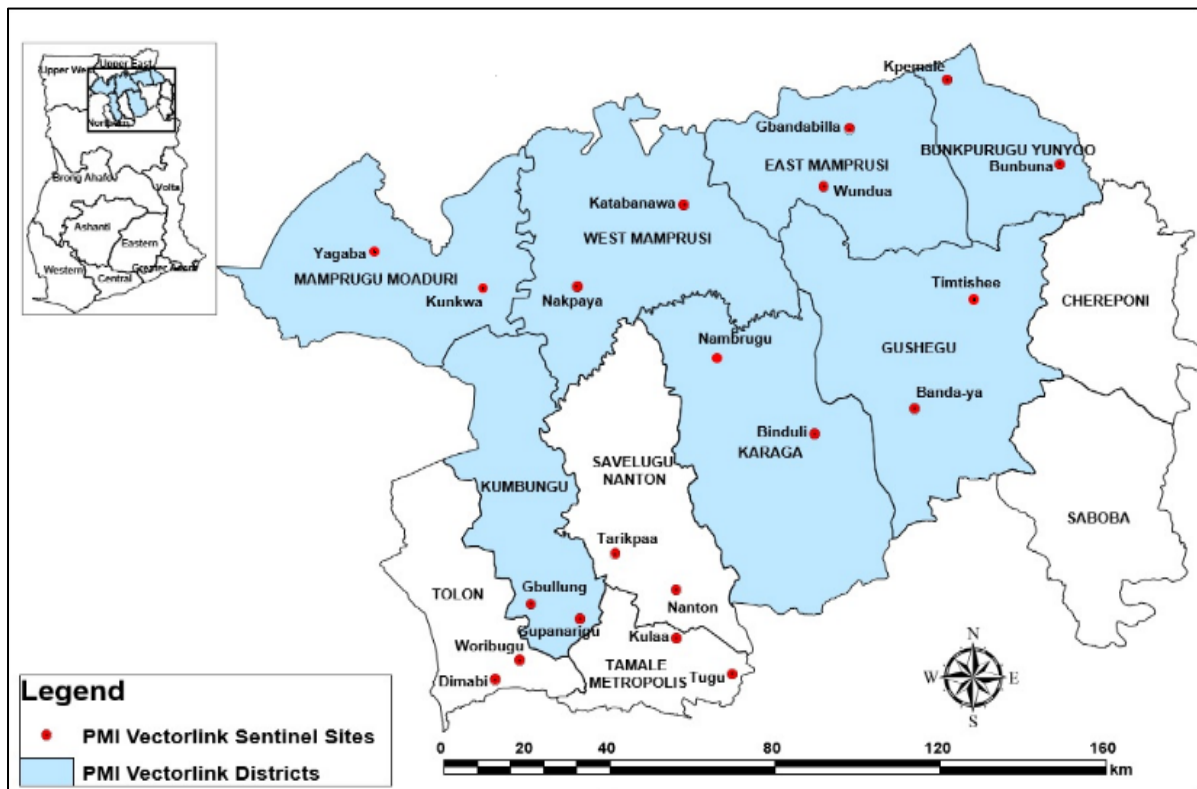 Upper West
Upper East
Northern
Brong Ahafo
Volta
Ashanti
Eastern
Western
Central
Greater Accra
Kpemale
Gbandabilla
BUNKPURUGU YUNYOO
EAST MAMPRUSI
Bunbuna
Wundua
Katabanawa
WEST MAMPRUSI
Yagaba
MAMPRUGU MOADURI
Kunkwa
Nakpaya
Timtishee
CHEREPONI
Nambrugu
GUSHEGU
Banda-ya
Binduli
KARAGA
SAVELUGU
NANTON
KUMBUNGU
SABOBA
Tarikpaa
TOLON
Gbullung
Nanton
Gupanarigu
Kulaa
Woribugu
TAMALE
METROPOLIS
Tugu
Dimabi
N
W
E
S
Legend
PMI Vectorlink Sentinel Sites
PMI Vectorlink Districts
0 20 40 80 120 160
km